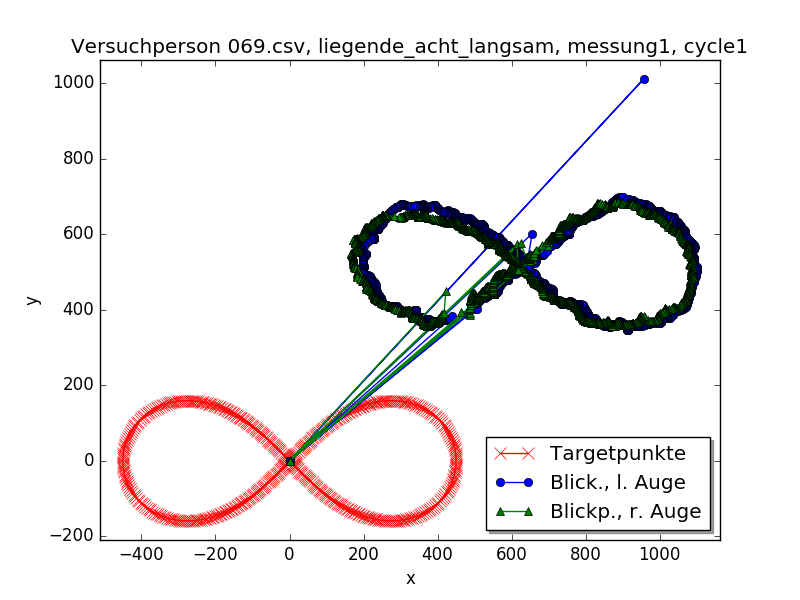 Versuchperson 069.csv, liegende_acht_langsam, messung1, cycle1
1000
800
600
400
200
0
−200
y
−400
−200
0
200
400
600
800
1000
x
Targetpunkte
Blick., l. Auge
Blickp., r. Auge